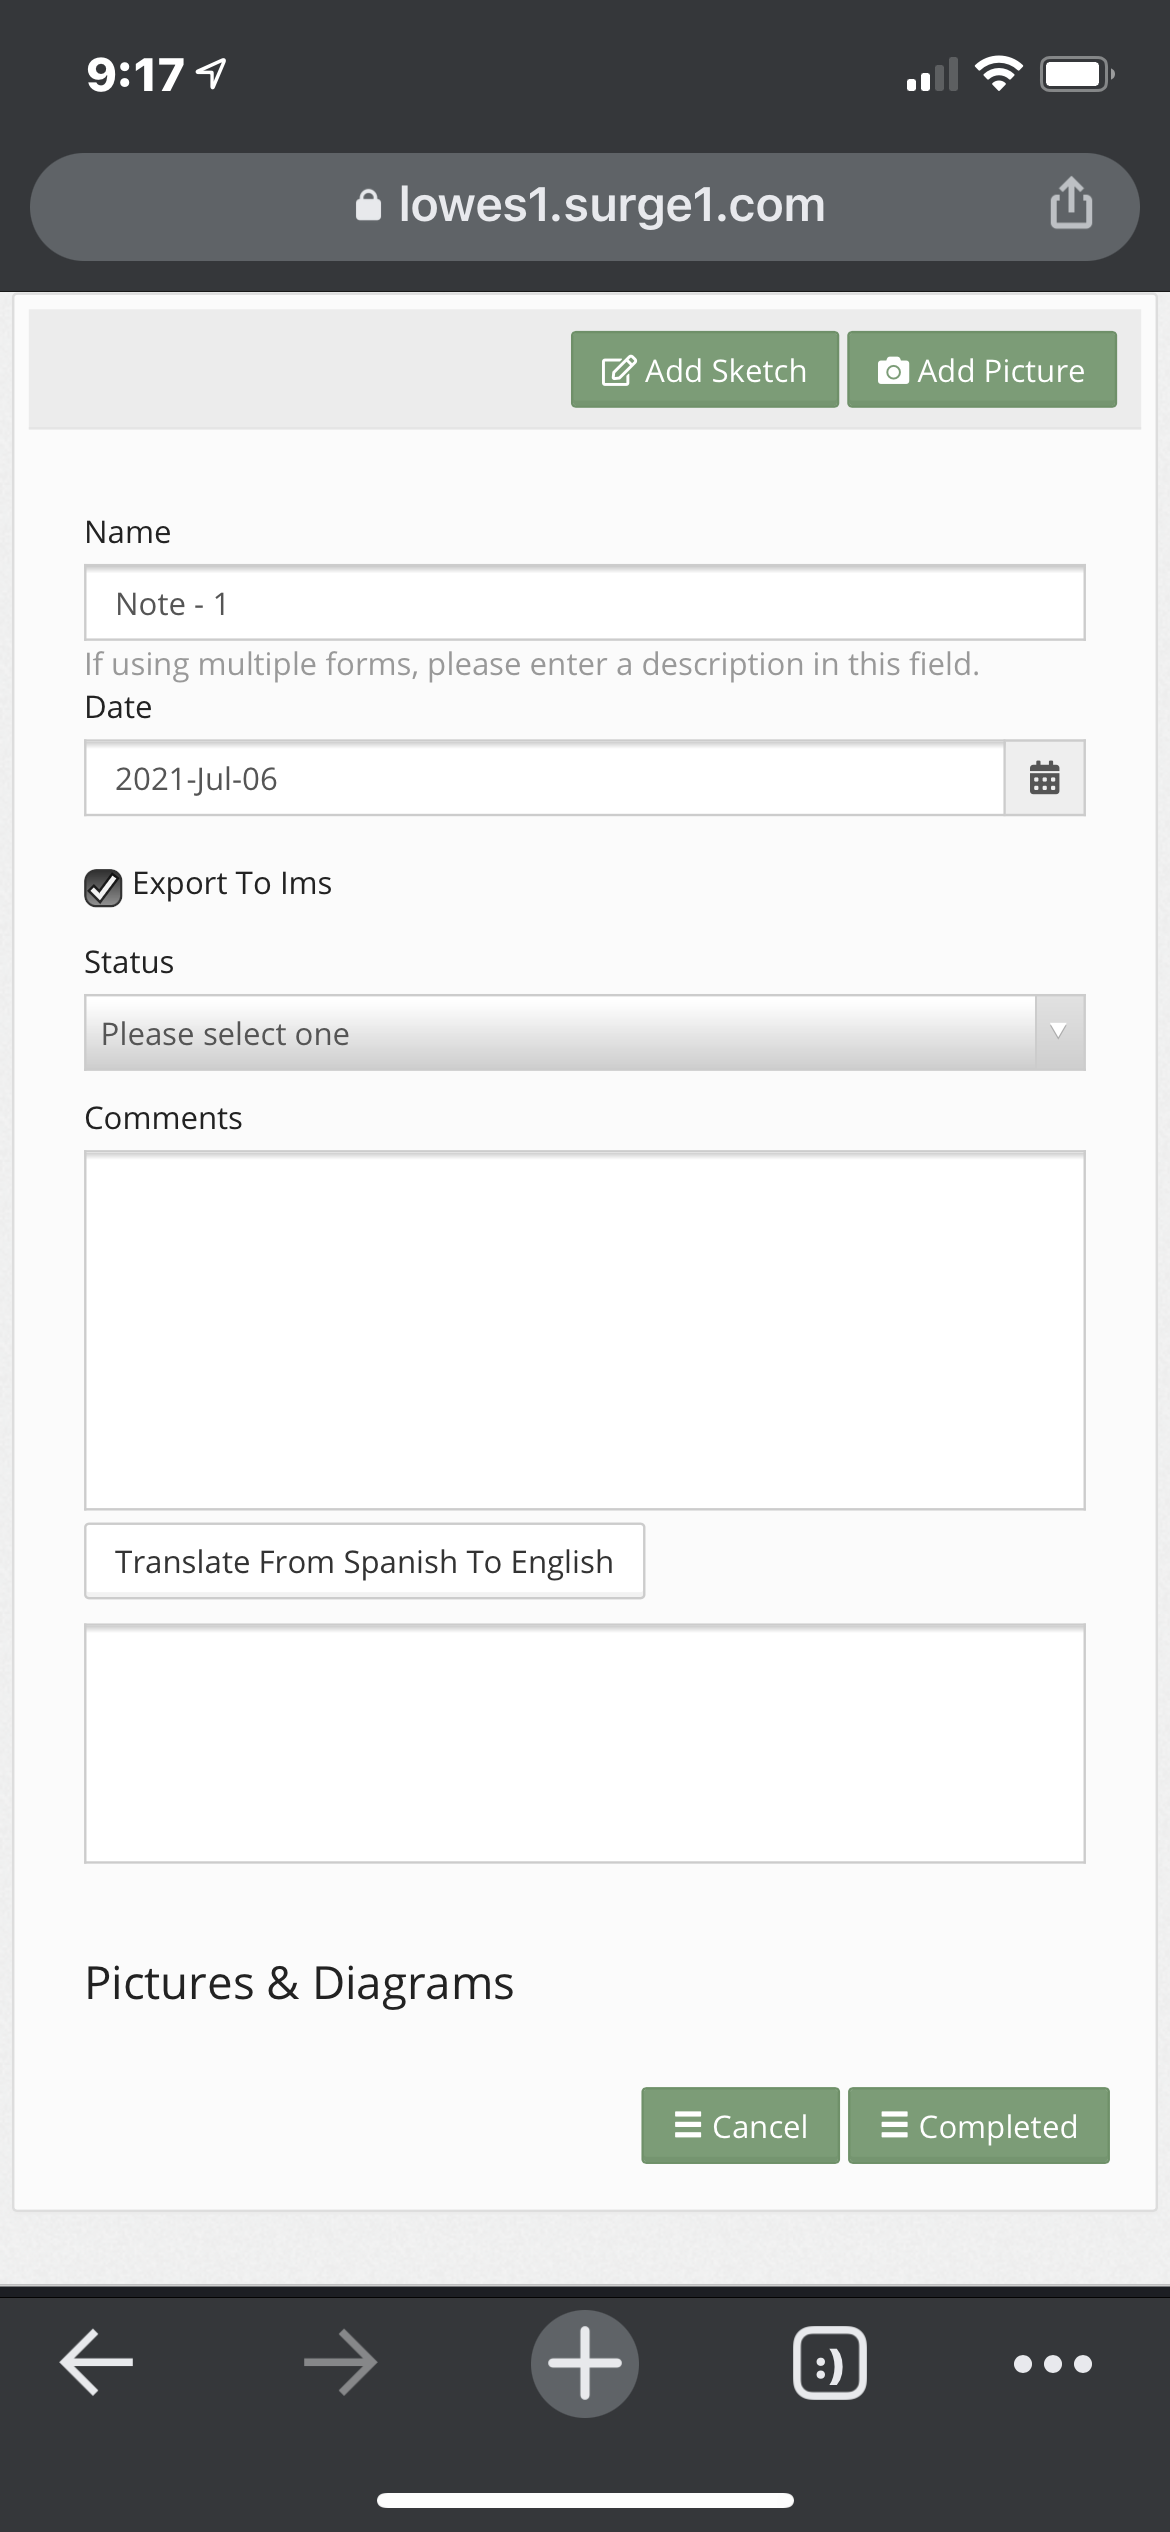 9:17
lowes1.surge1.com
Add Sketch
Add Picture
Name
Note - 1
If using multiple forms, please enter a description in this field.
Date
2021-Jul-06
Export To Ims
Status
Please select one
Comments
Translate From Spanish To English
Pictures & Diagrams
Cancel
Completed
:)